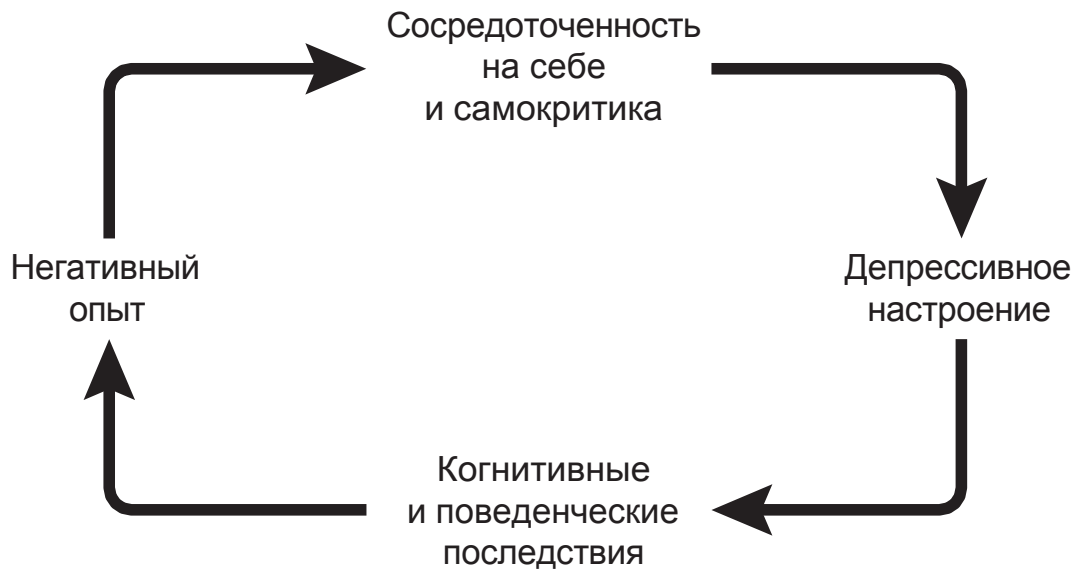 Сосредоточенность
на себе
и самокритика
Негативный
опыт
Депрессивное
настроение
Когнитивные
и поведенческие
последствия